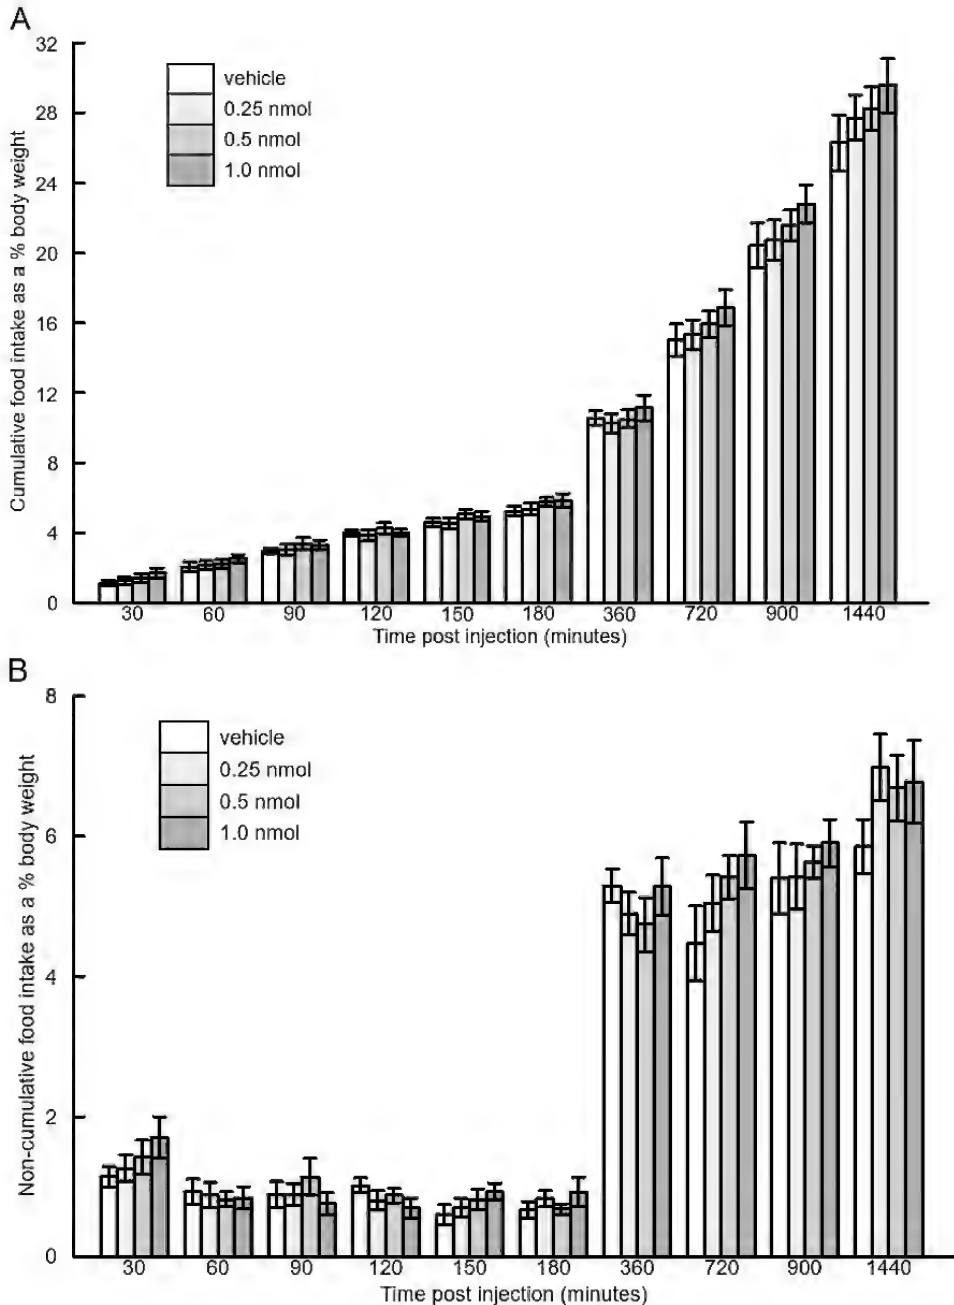 A
Cumulative food intake as a % body weight
32
28
24
20
16
12
8
4
0
vehicle
0.25 nmol
0.5 nmol
1.0 nmol
30 60 90 120 150 180 360 720 900 1440
Time post injection (minutes)
B
Non-cumulative food intake as a % body weight
8
6
4
2
0
vehicle
0.25 nmol
0.5 nmol
1.0 nmol
30 60 90 120 150 180 360 720 900 1440
Time post injection (minutes)